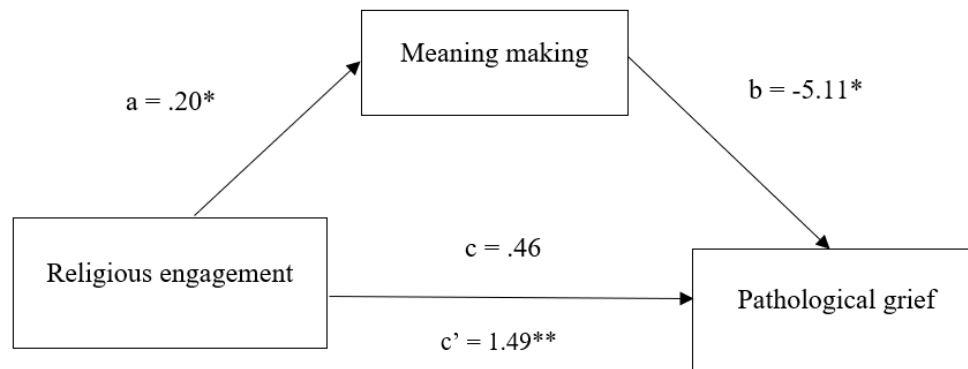 Meaning making
a = .20*
b = -5.11*
Religious engagement
c = .46
Pathological grief
c’ = 1.49**